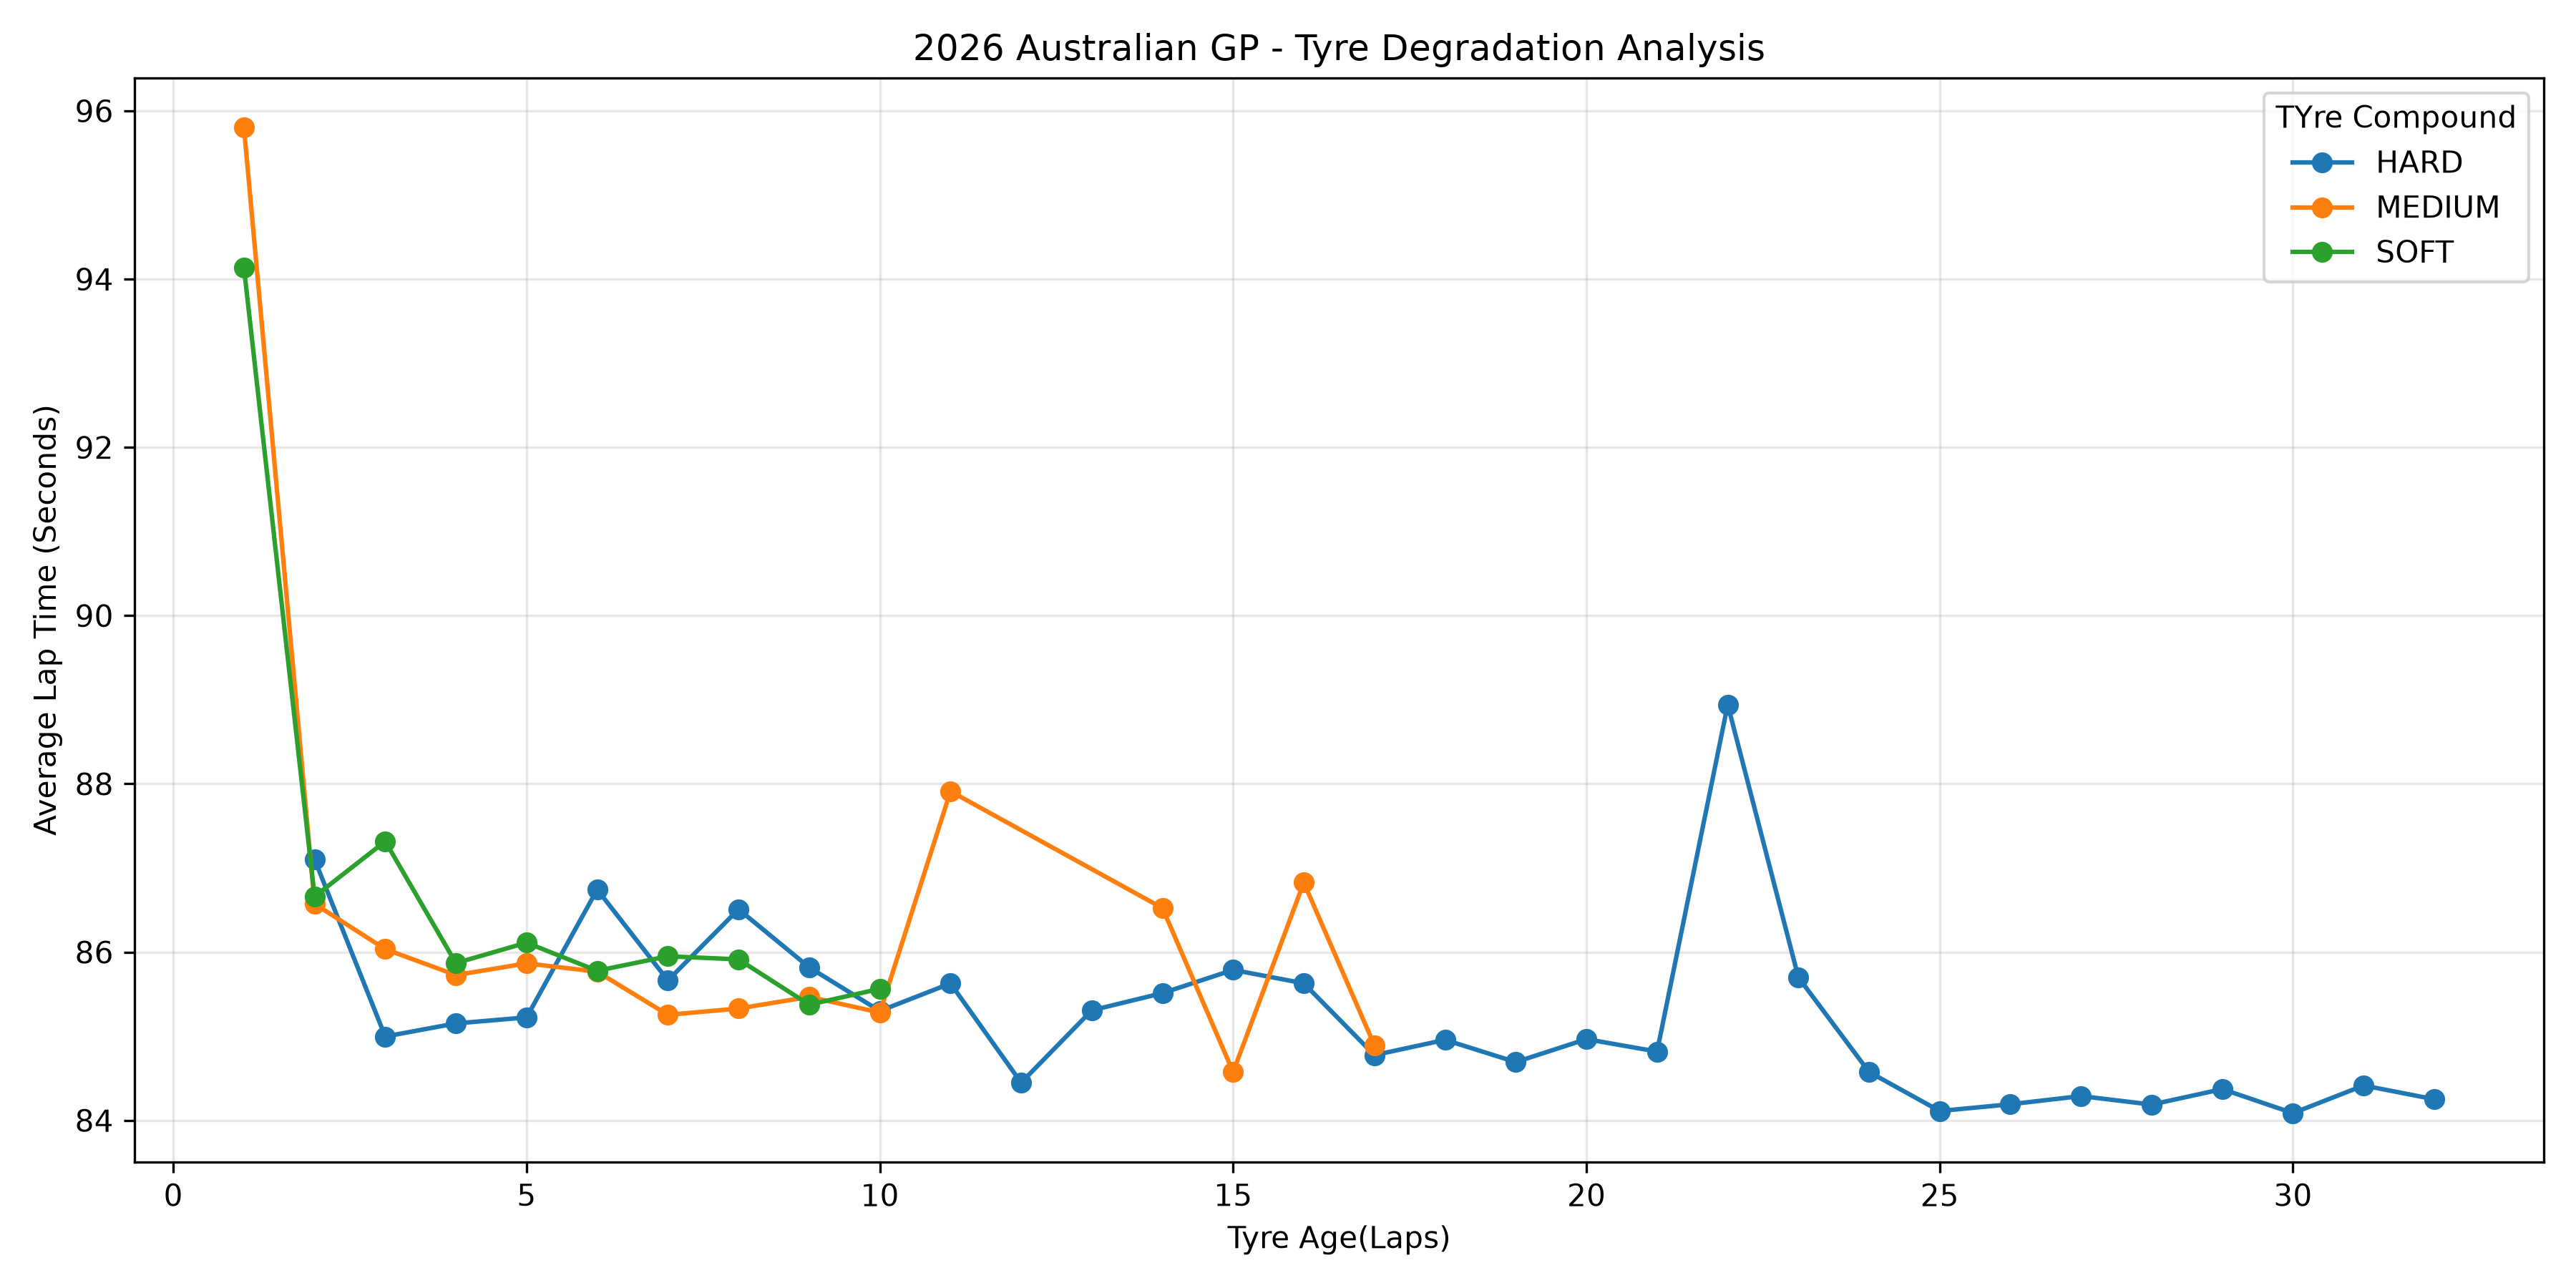 2026 Australian GP - Tyre Degradation Analysis
TYre Compound
HARD
MEDIUM
SOFT
Average Lap Time (Seconds)
96
94
92
90
88
86
84
0
5
10
15
20
25
30
Tyre Age(Laps)